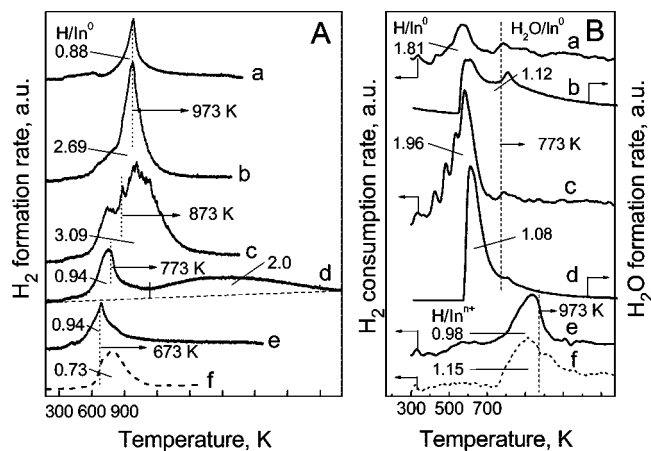 H/In⁰
A
0.88
a
973 K
2.69
b
873 K
3.09
c
773 K
2.0
d
0.94
0.94
e
673 K
0.73
f
300 600 900
Temperature, K
H₂ formation rate, a.u.
H/In⁰
H₂O/In⁰
B
1.81
a
1.12
b
1.96
773 K
c
1.08
d
H/Inⁿ⁺
973 K
0.98
e
1.15
f
300 500 700
Temperature, K
H₂ consumption rate, a.u.
H₂O formation rate, a.u.